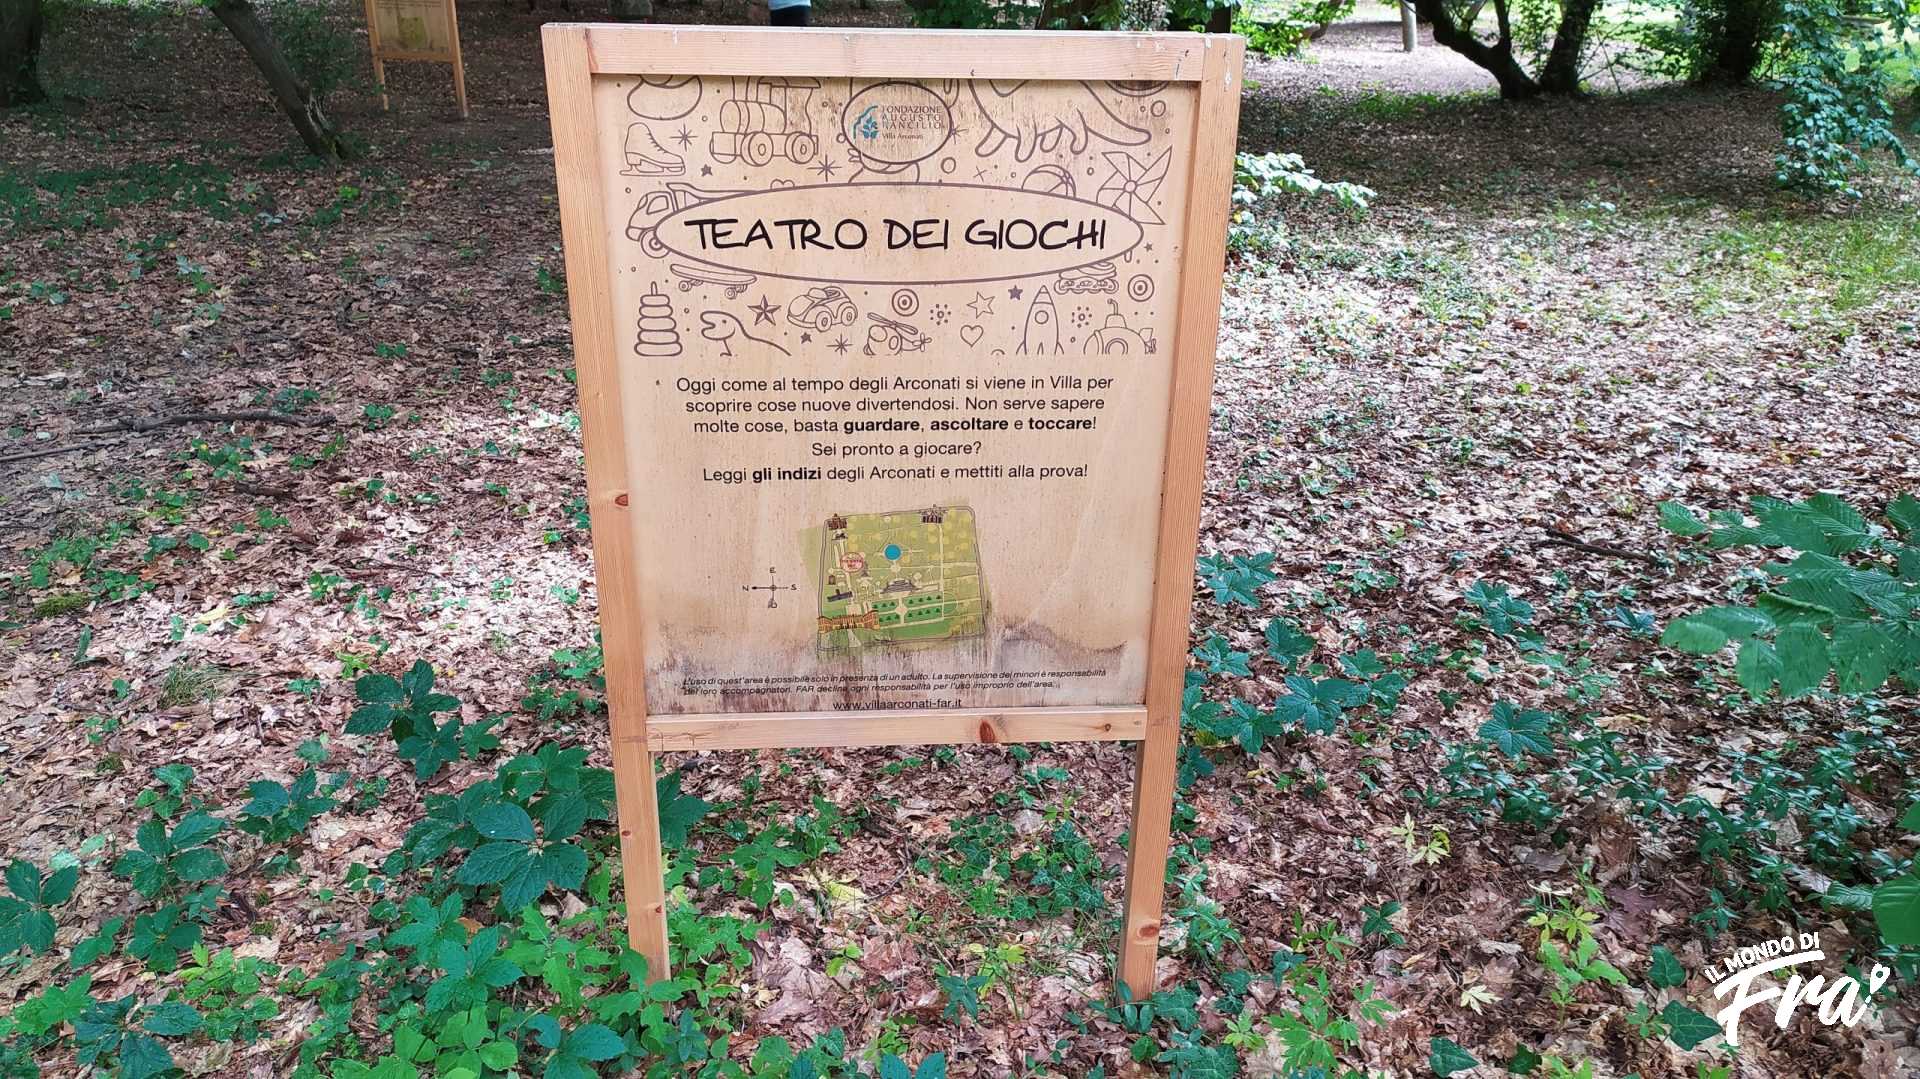 FONDAZIONE
AUGUSTO
RANCILIO
Villa Arconati
TEATRO DEI GIOCHI
Oggi come al tempo degli Arconati si viene in Villa per
scoprire cose nuove divertendosi. Non serve sapere
molte cose, basta guardare, ascoltare e toccare!
Sei pronto a giocare?
Leggi gli indizi degli Arconati e mettiti alla prova!
E
N S
L'uso di quest'area è possibile solo in presenza di un adulto. La supervisione dei minori è responsabilità
dei loro accompagnatori. FAR declina ogni responsabilità per l'uso improprio dell'area.
www.villaarconati-far.it
IL MONDO DI
Fra!